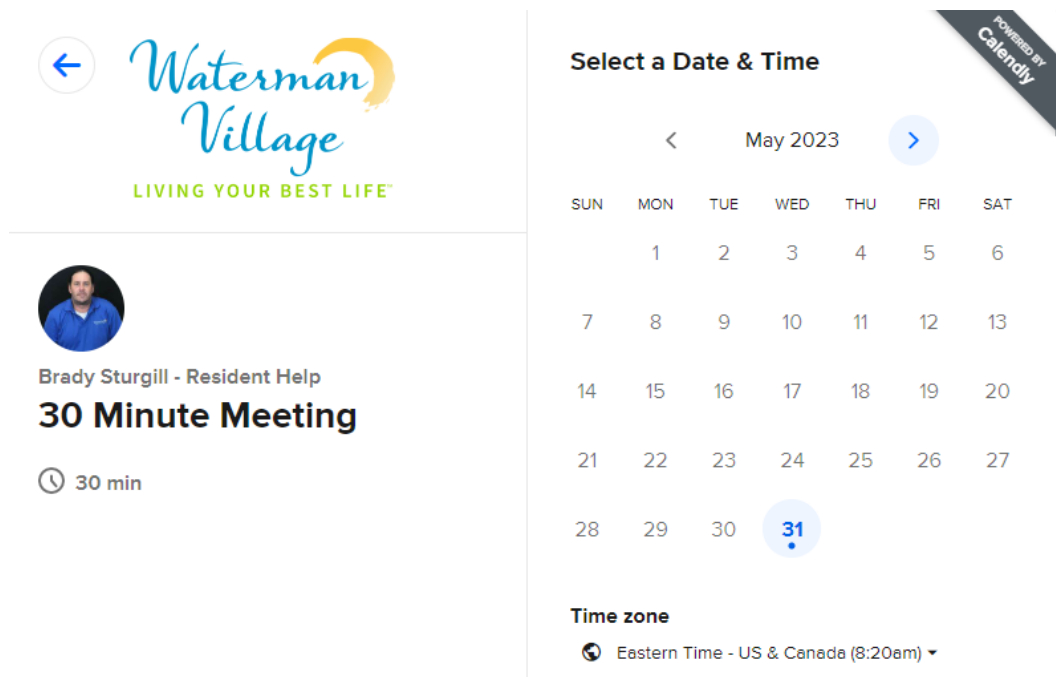 Waterman
Village
LIVING YOUR BEST LIFE™
Brady Sturgill - Resident Help
30 Minute Meeting
30 min
Select a Date & Time
POWERED BY
Calendly
May 2023
SUN MON TUE WED THU FRI SAT
1 2 3 4 5 6
7 8 9 10 11 12 13
14 15 16 17 18 19 20
21 22 23 24 25 26 27
28 29 30 31
Time zone
Eastern Time - US & Canada (8:20am)